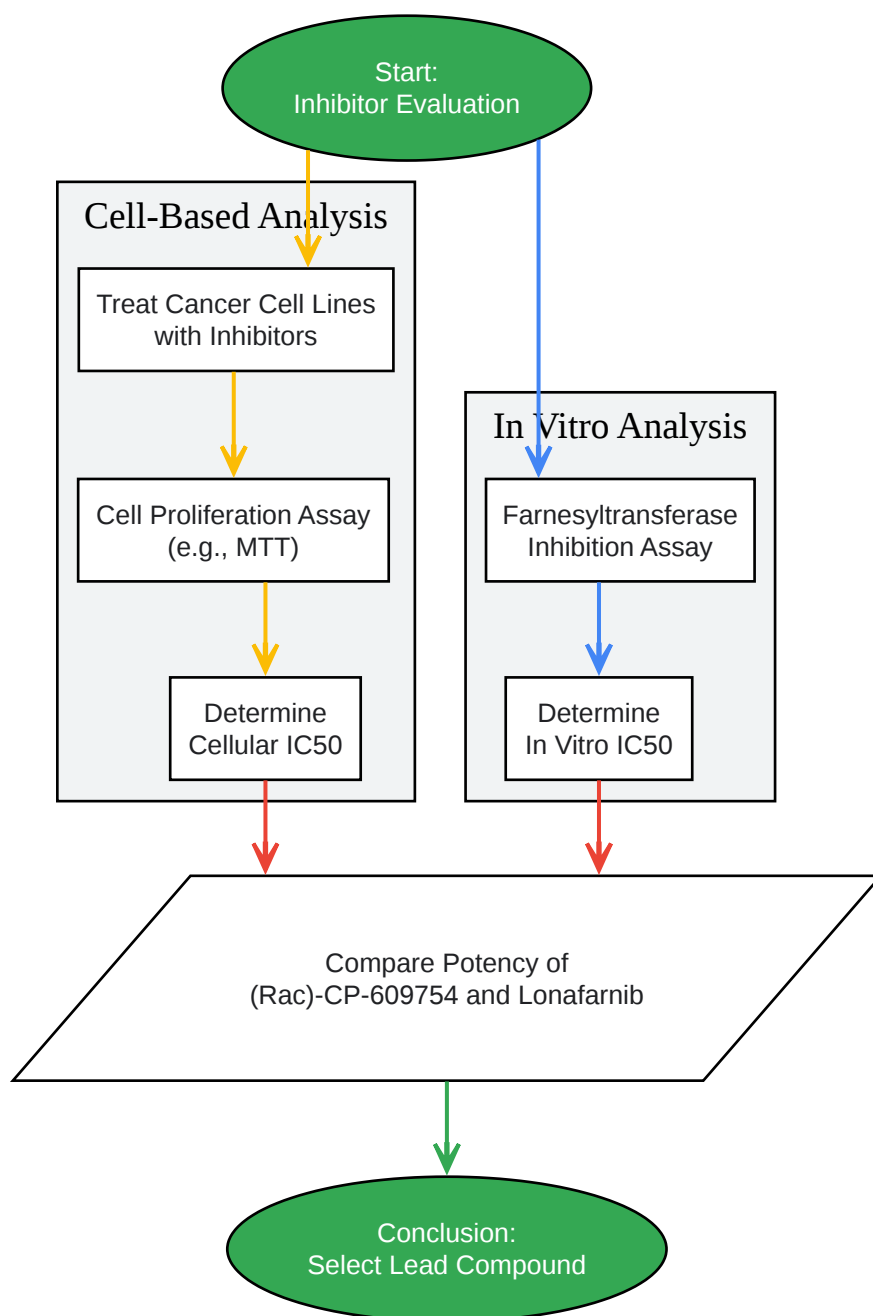 Start:
Inhibitor Evaluation
Cell-Based Analysis
Treat Cancer Cell Lines
with Inhibitors
Cell Proliferation Assay
(e.g., MTT)
Determine
Cellular IC50
In Vitro Analysis
Farnesyltransferase
Inhibition Assay
Determine
In Vitro IC50
Compare Potency of
(Rac)-CP-609754 and Lonafarnib
Conclusion:
Select Lead Compound